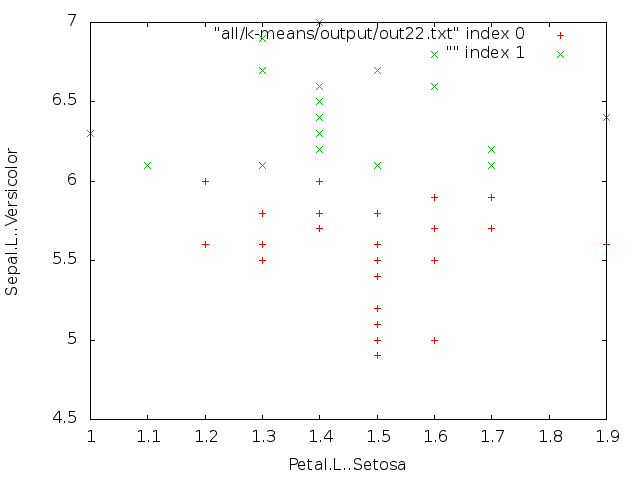 "all/k-means/output/out22.txt" index 0
"" index 1
7
6.5
6
5.5
5
4.5
Sepal.L..Versicolor
1 1.1 1.2 1.3 1.4 1.5 1.6 1.7 1.8 1.9
Petal.L..Setosa